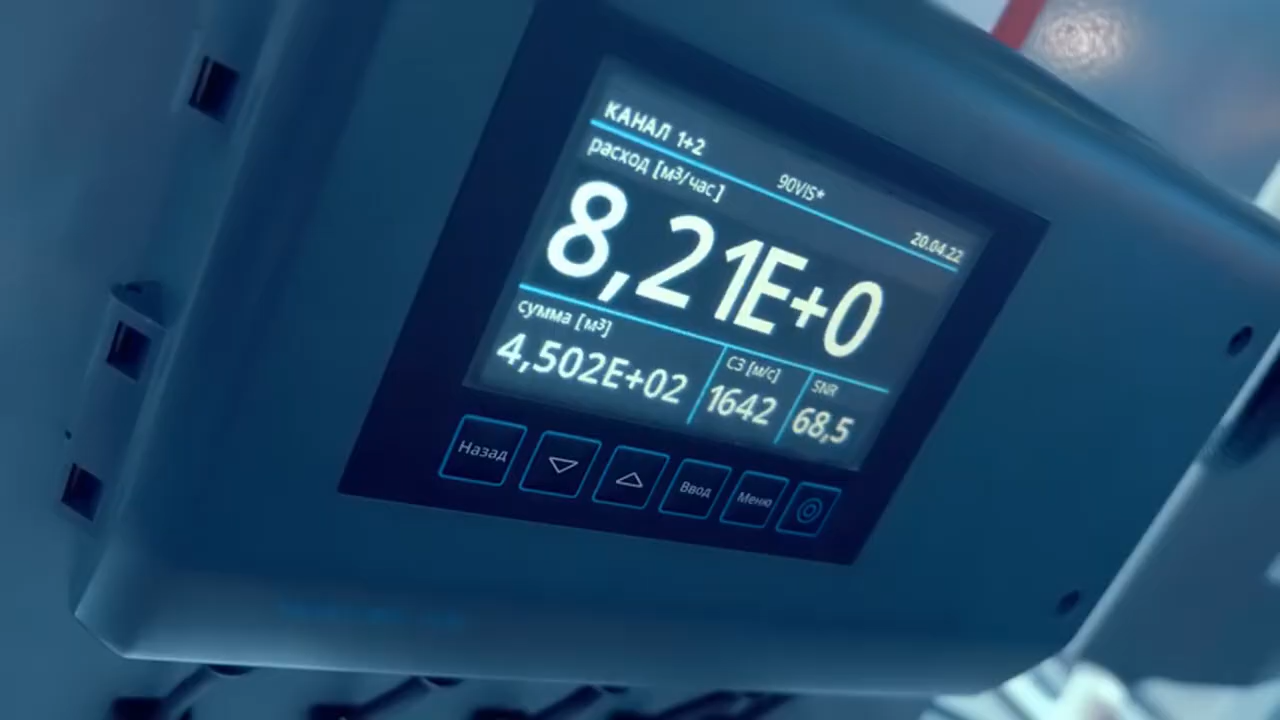 КАНАЛ 1+2
90VIS*
20.04.22
расход [м³/час]
8,21E+0
сумма [м³]
4,502E+02
СЗ [м/с]
1642
SNR
68,5
Назад
Ввод
Меню